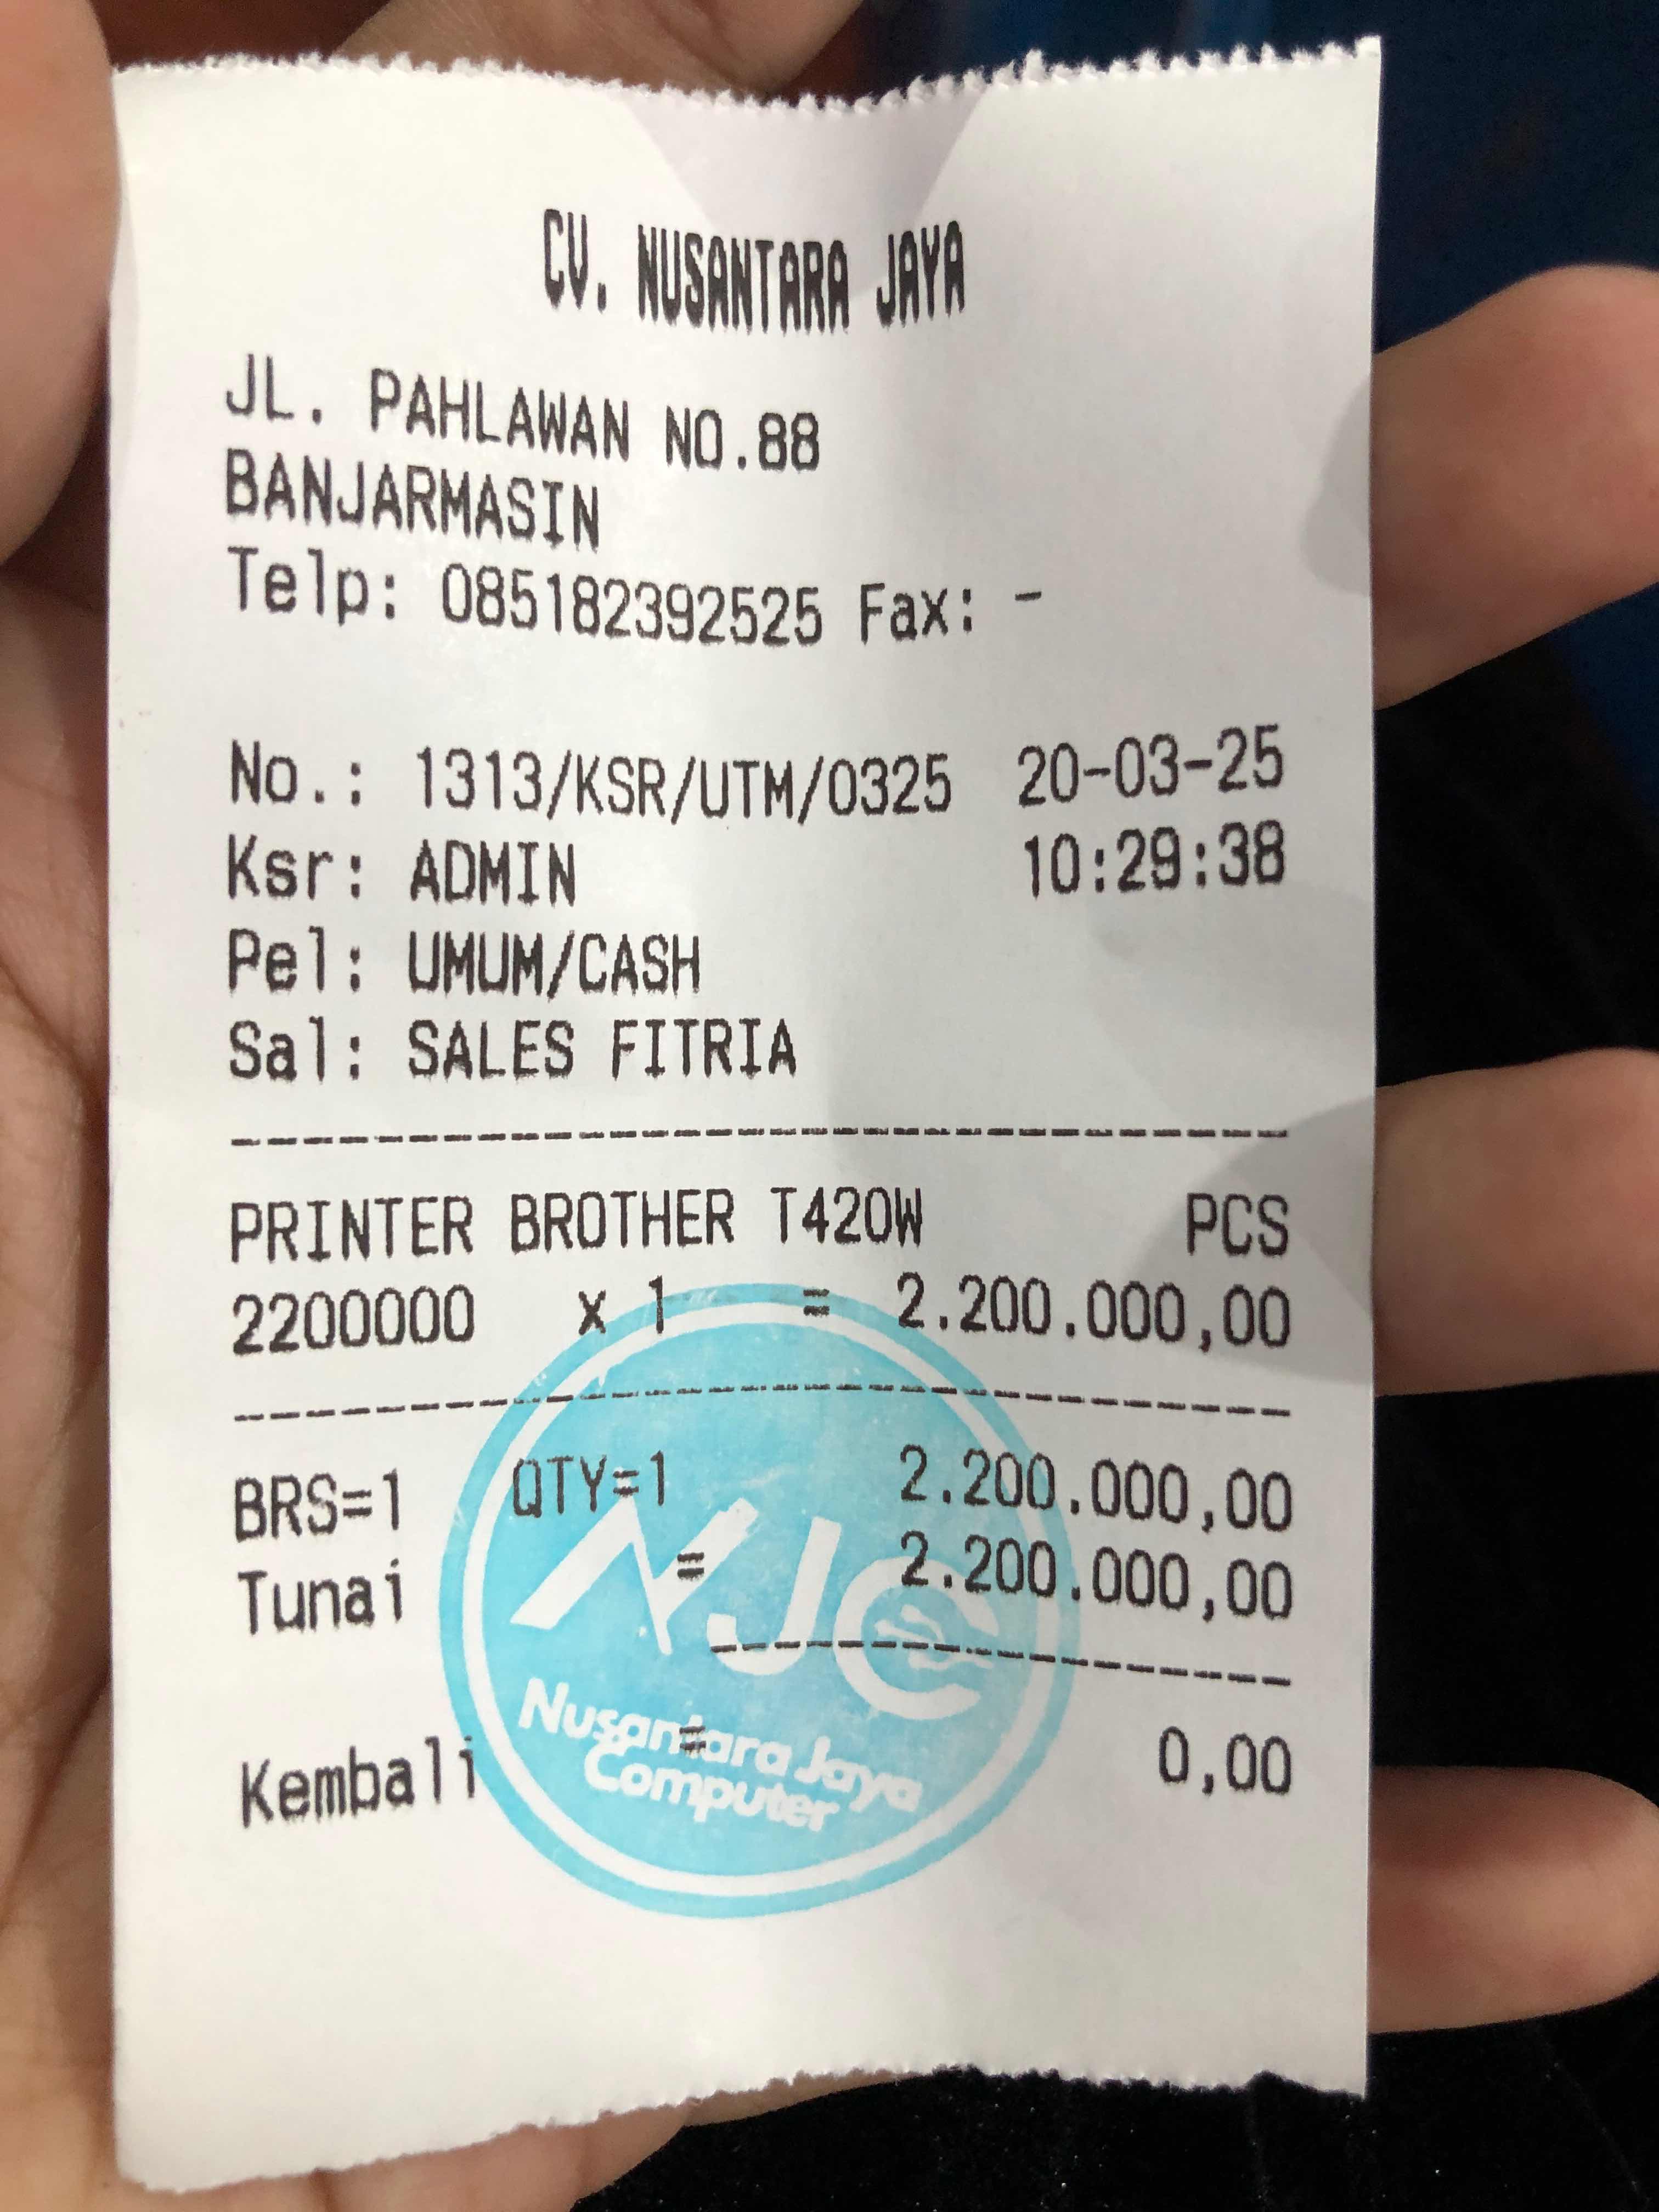 CV. NUSANTARA JAYA
JL. PAHLAWAN NO.88
BANJARMASIN
Telp: 085182392525 Fax: -
No.: 1313/KSR/UTM/0325 20-03-25
Ksr: ADMIN 10:29:38
Pel: UMUM/CASH
Sal: SALES FITRIA
PRINTER BROTHER T420W PCS
2200000 x 1 = 2.200.000,00
BRS=1 QTY=1 2.200.000,00
Tunai = 2.200.000,00
Kembali = 0,00
NJC
Nusantara Jaya
Computer